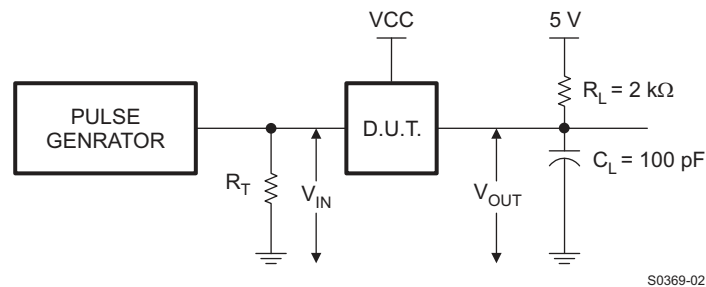 VCC
5 V
PULSE
GENRATOR
D.U.T.
R_L = 2 kΩ
C_L = 100 pF
R_T
V_IN
V_OUT
S0369-02